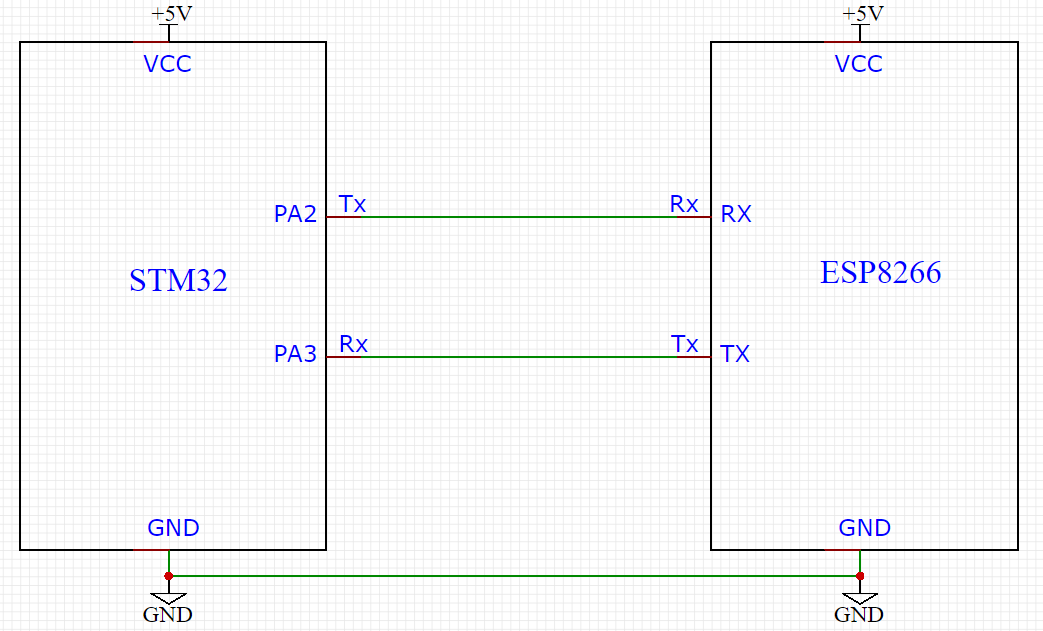 +5V
+5V
VCC
VCC
Tx
Rx
PA2
RX
STM32
ESP8266
Rx
Tx
PA3
TX
GND
GND
GND
GND